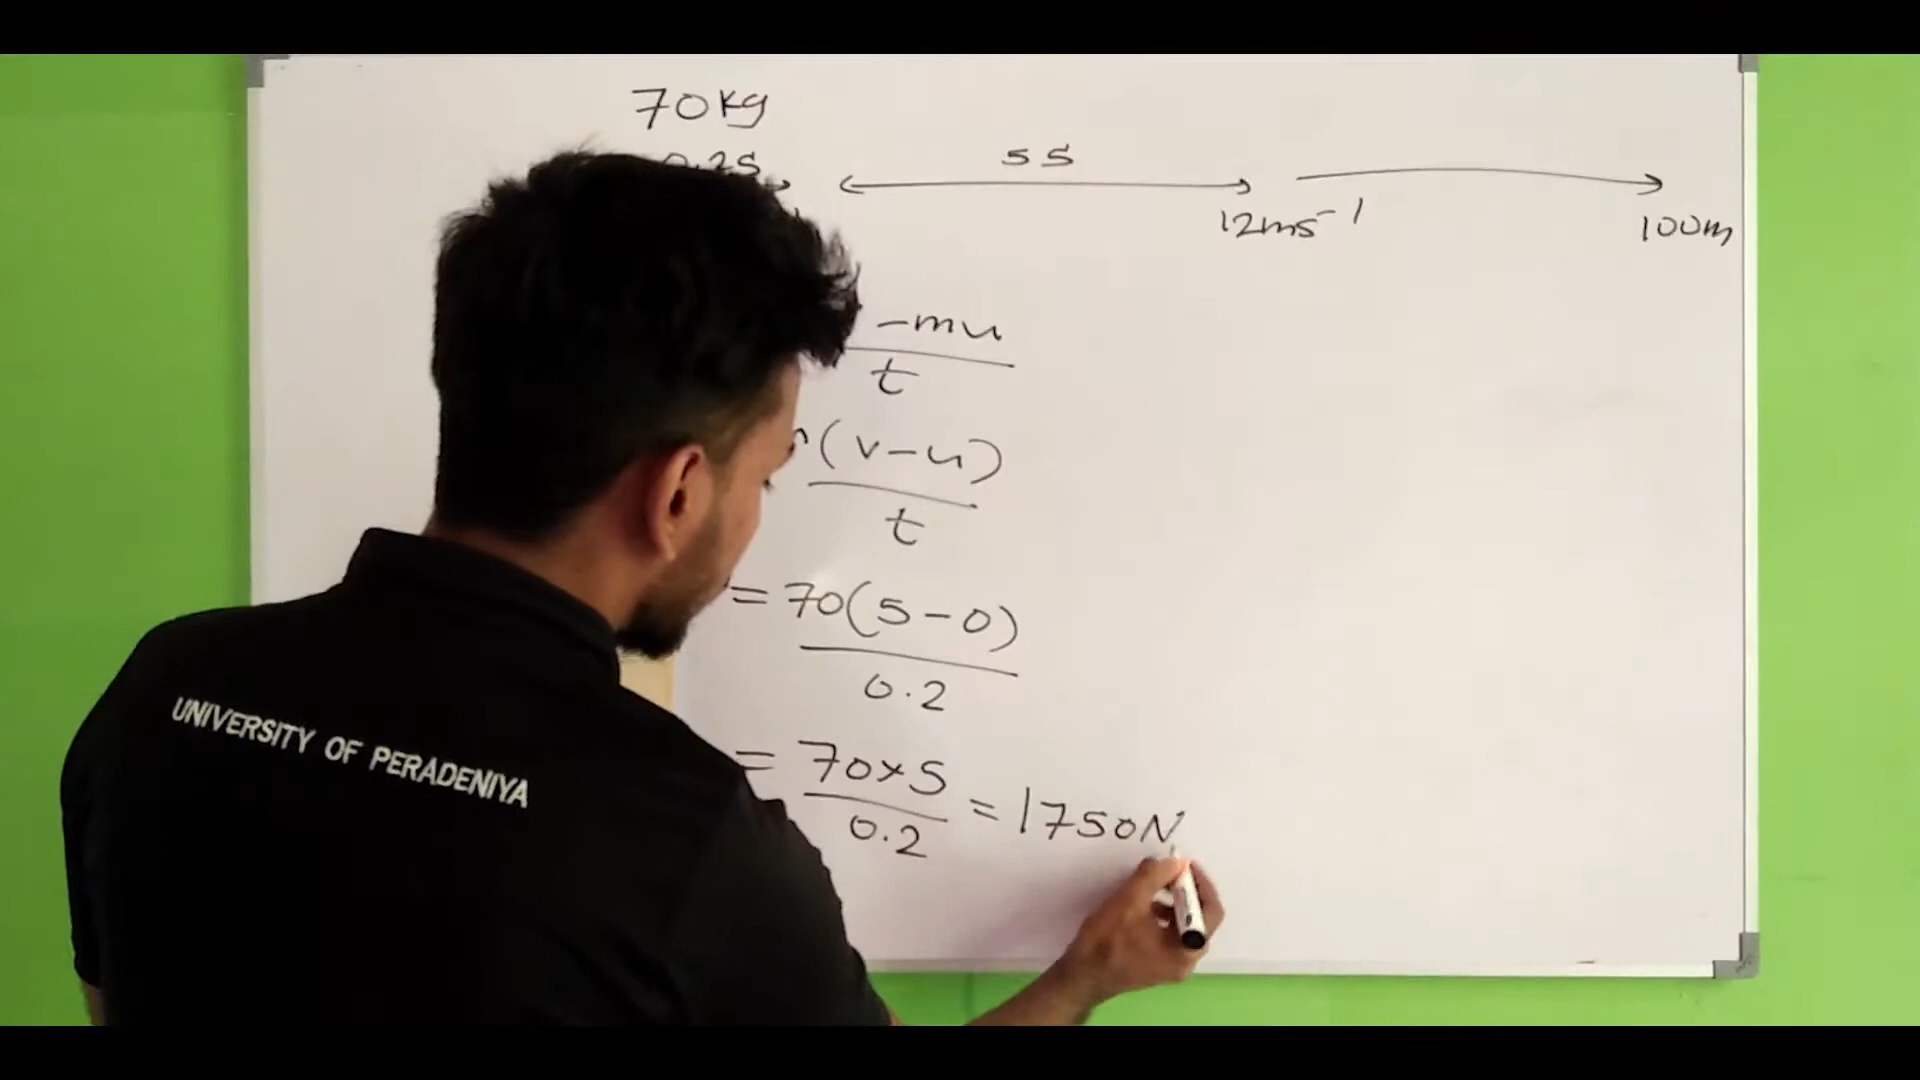 70kg
0.2s
5s
12ms⁻¹
100m
-mu
t
(v-u)
t
= 70(5-0)
0.2
= 70×5
0.2
= 1750N
UNIVERSITY OF PERADENIYA